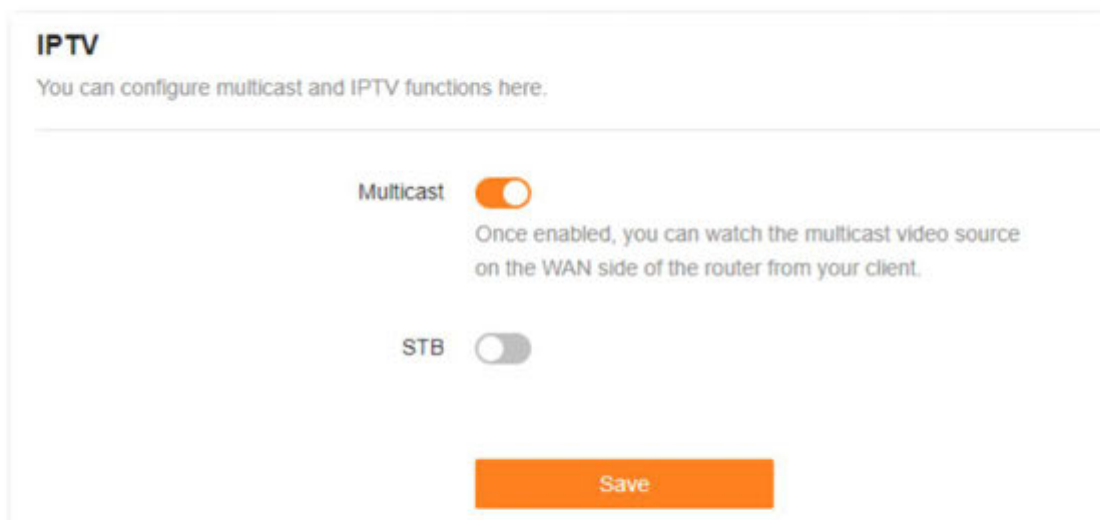 IPTV
You can configure multicast and IPTV functions here.
Multicast
Once enabled, you can watch the multicast video source
on the WAN side of the router from your client.
STB
Save